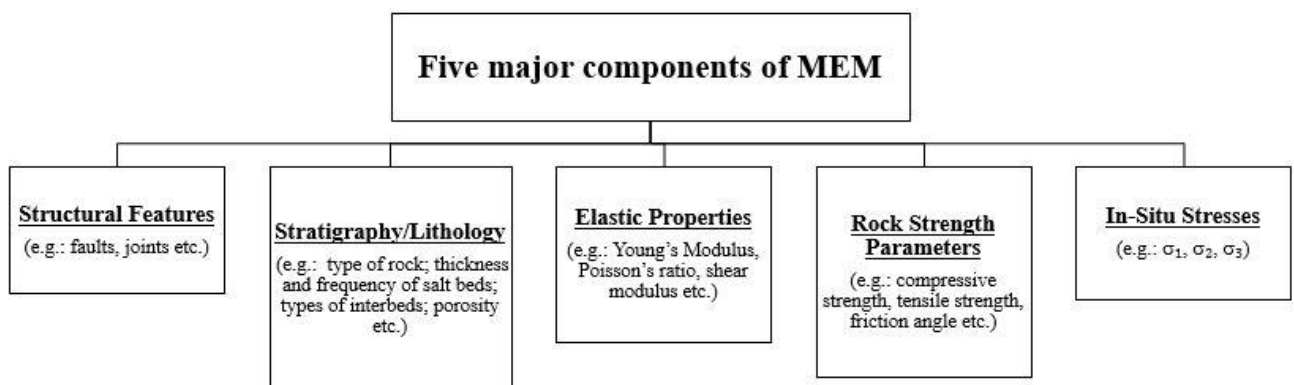 Five major components of MEM
Structural Features
(e.g.: faults, joints etc.)
Stratigraphy/Lithology
(e.g.:  type of rock; thickness
and frequency of salt beds;
types of interbeds; porosity
etc.)
Elastic Properties
(e.g.: Young’s Modulus,
Poisson’s ratio, shear
modulus etc.)
Rock Strength
Parameters
(e.g.: compressive
strength, tensile strength,
friction angle etc.)
In-Situ Stresses
(e.g.: σ₁, σ₂, σ₃)